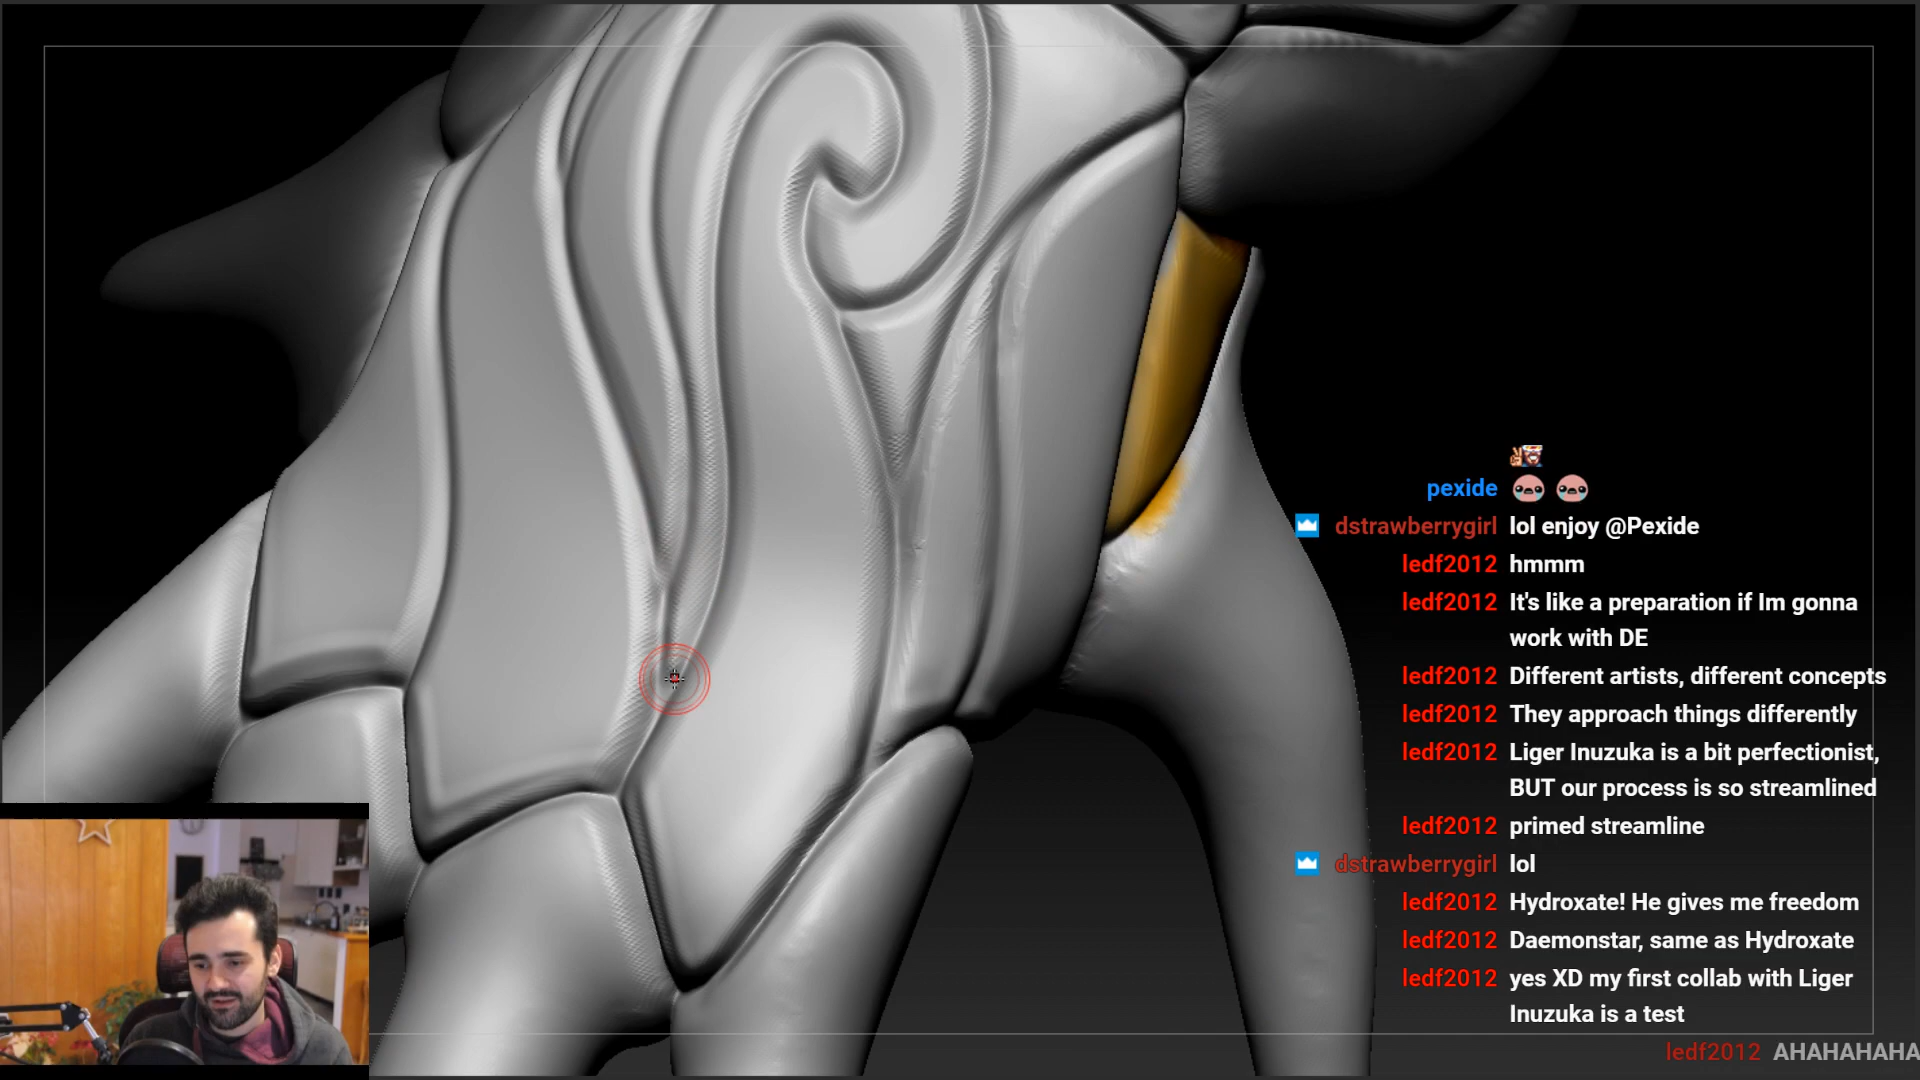 pexide
dstrawberrygirl lol enjoy @Pexide
ledf2012 hmmm
ledf2012 It's like a preparation if Im gonna
work with DE
ledf2012 Different artists, different concepts
ledf2012 They approach things differently
ledf2012 Liger Inuzuka is a bit perfectionist,
BUT our process is so streamlined
ledf2012 primed streamline
dstrawberrygirl lol
ledf2012 Hydroxate! He gives me freedom
ledf2012 Daemonstar, same as Hydroxate
ledf2012 yes XD my first collab with Liger
Inuzuka is a test
ledf2012 AHAHAHAHA